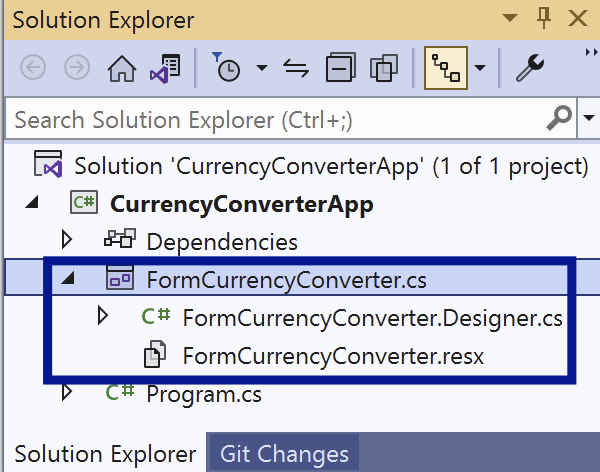 Solution Explorer
Search Solution Explorer (Ctrl+;)
Solution 'CurrencyConverterApp' (1 of 1 project)
C# CurrencyConverterApp
Dependencies
FormCurrencyConverter.cs
C# FormCurrencyConverter.Designer.cs
FormCurrencyConverter.resx
C# Program.cs
Solution Explorer Git Changes